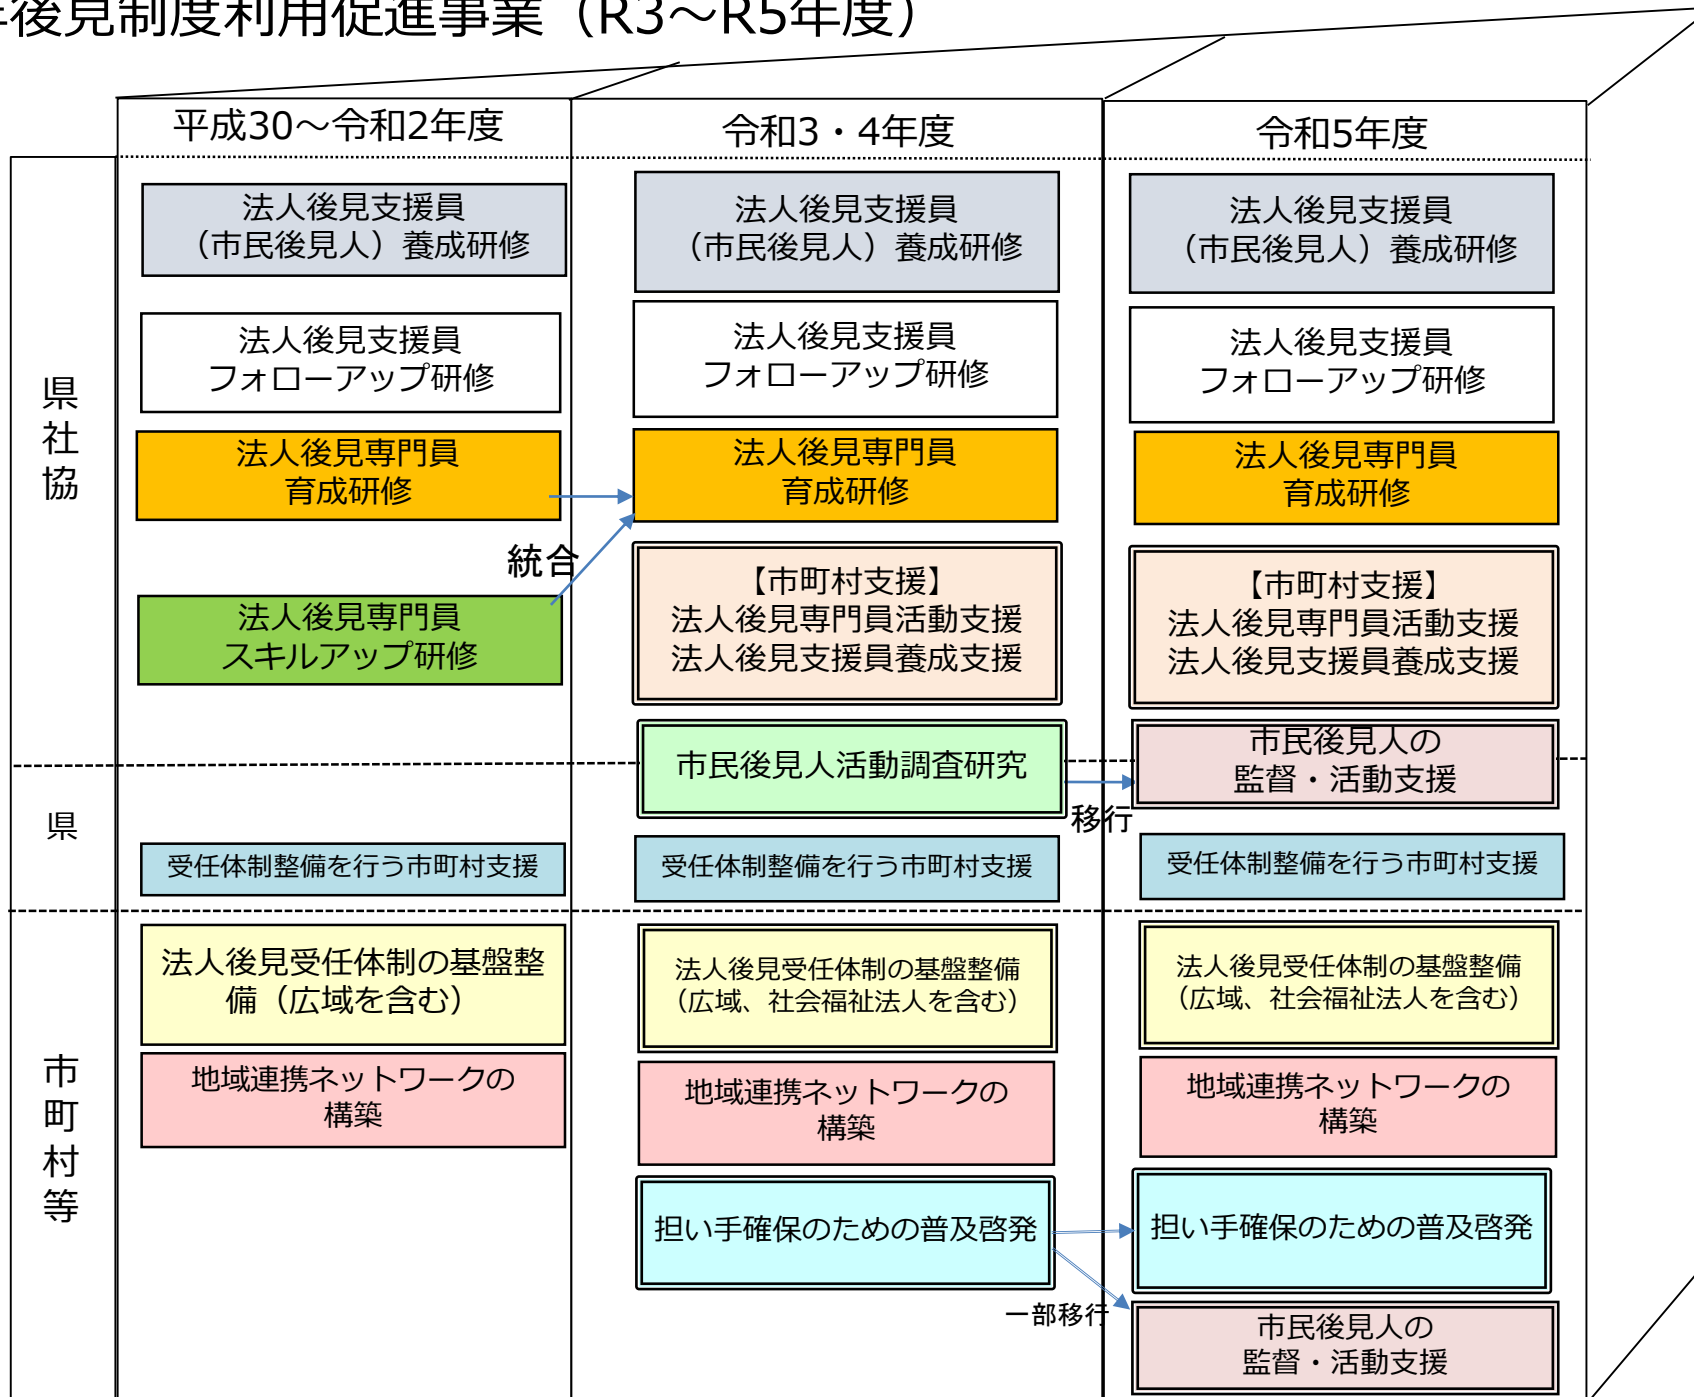 年後見制度利用促進事業（R3～R5年度）
平成30～令和2年度
令和3・4年度
令和5年度
県社協
法人後見支援員
（市民後見人）養成研修
法人後見支援員
フォローアップ研修
法人後見専門員
育成研修
統合
法人後見専門員
スキルアップ研修
法人後見支援員
（市民後見人）養成研修
法人後見支援員
フォローアップ研修
法人後見専門員
育成研修
【市町村支援】
法人後見専門員活動支援
法人後見支援員養成支援
市民後見人活動調査研究
移行
法人後見支援員
（市民後見人）養成研修
法人後見支援員
フォローアップ研修
法人後見専門員
育成研修
【市町村支援】
法人後見専門員活動支援
法人後見支援員養成支援
市民後見人の
監督・活動支援
県
受任体制整備を行う市町村支援
受任体制整備を行う市町村支援
受任体制整備を行う市町村支援
市町村等
法人後見受任体制の基盤整
備（広域を含む）
地域連携ネットワークの
構築
法人後見受任体制の基盤整備
（広域、社会福祉法人を含む）
地域連携ネットワークの
構築
担い手確保のための普及啓発
一部移行
法人後見受任体制の基盤整備
（広域、社会福祉法人を含む）
地域連携ネットワークの
構築
担い手確保のための普及啓発
市民後見人の
監督・活動支援